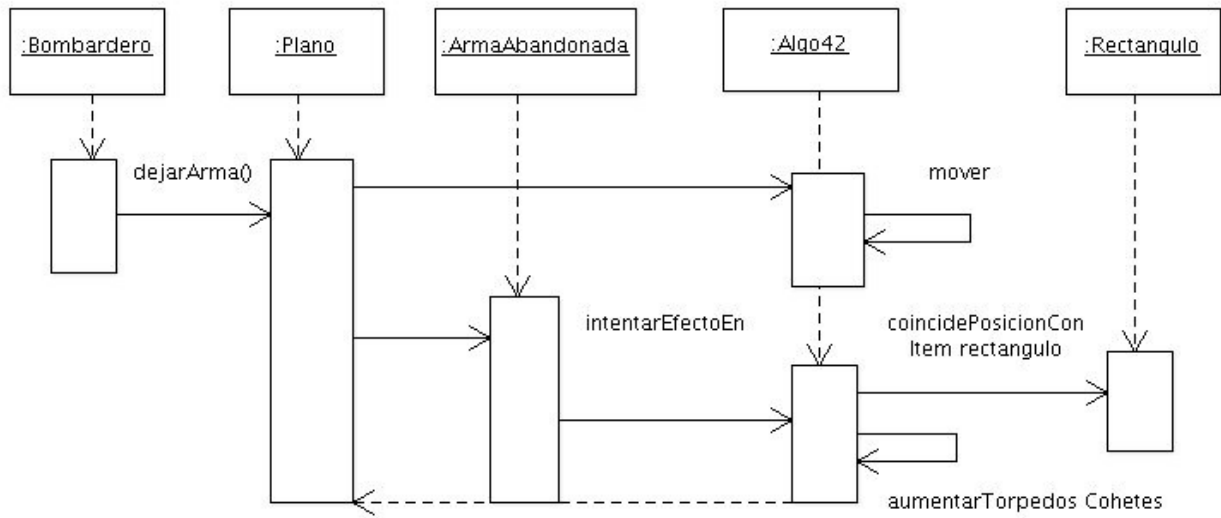 :Bombardero
:Plano
:ArmaAbandonada
:Algo42
:Rectangulo
dejarArma()
mover
intentarEfectoEn
coincidePosicionCon
Item rectangulo
aumentarTorpedos Cohetes